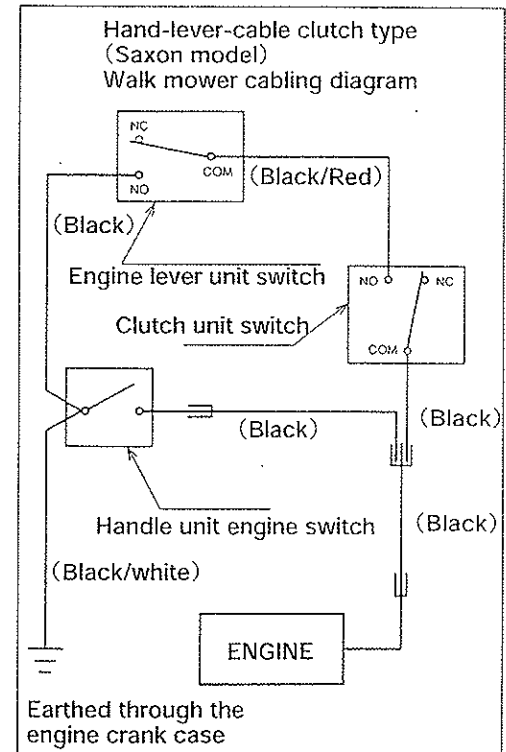 Hand-lever-cable clutch type
(Saxon model)
Walk mower cabling diagram
NC
COM
NO
(Black/Red)
(Black)
Engine lever unit switch
NO
NC
Clutch unit switch
COM
(Black)
(Black)
Handle unit engine switch
(Black)
(Black/white)
ENGINE
Earthed through the
engine crank case